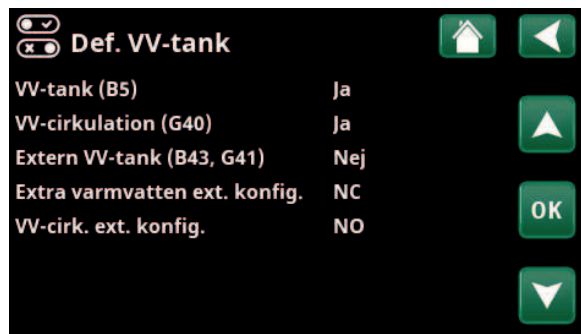 Def. VV-tank
VV-tank (B5) Ja
VV-cirkulation (G40) Ja
Extern VV-tank (B43, G41) Nej
Extra varmvatten ext. konfig. NC
OK
VV-cirk. ext. konfig. NO